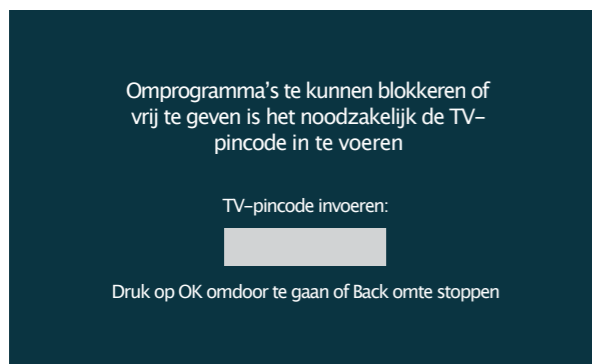 Omprogramma's te kunnen blokkeren of
vrij te geven is het noodzakelijk de TV-
pincode in te voeren
TV-pincode invoeren:
Druk op OK omdoor te gaan of Back omte stoppen